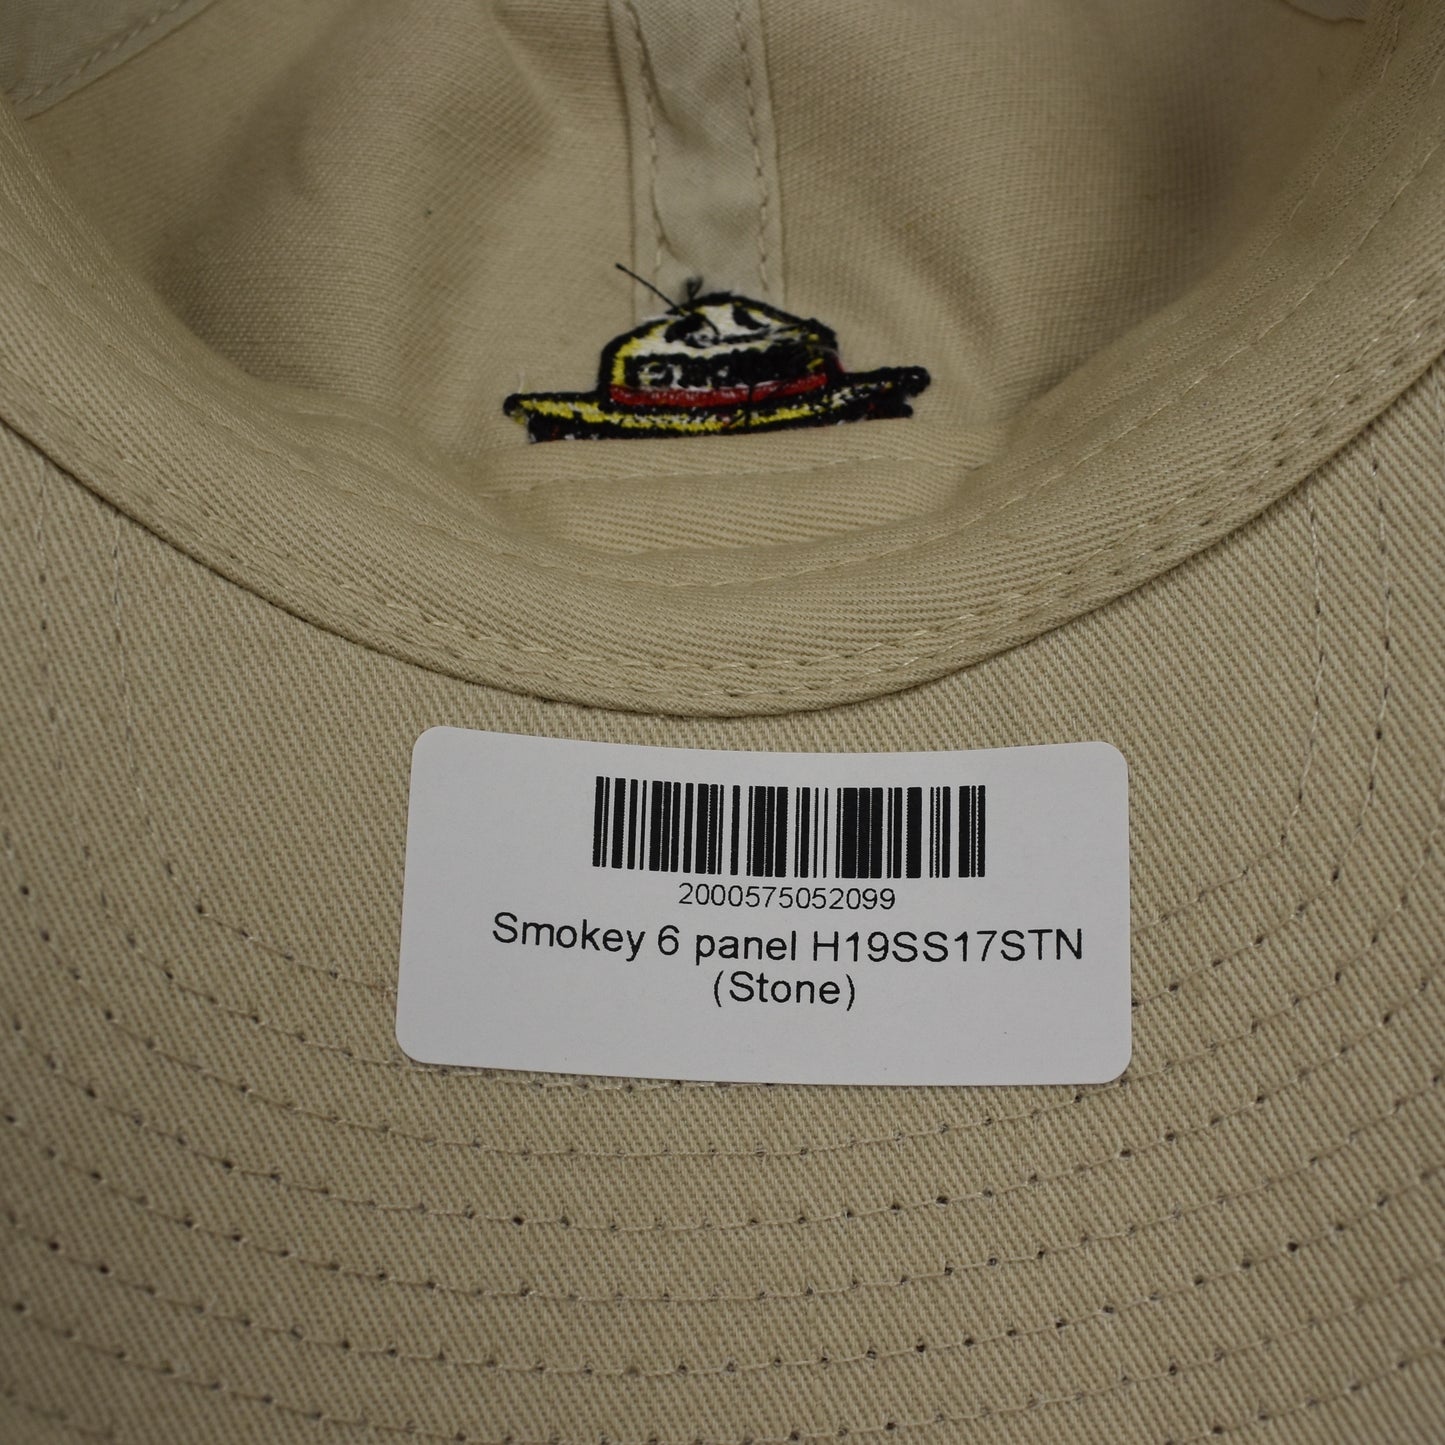 2000575052099
Smokey 6 panel H19SS17STN
(Stone)